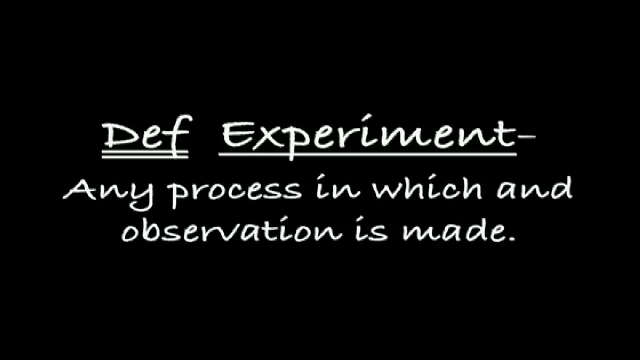 Def Experiment-
Any process in which and
observation is made.